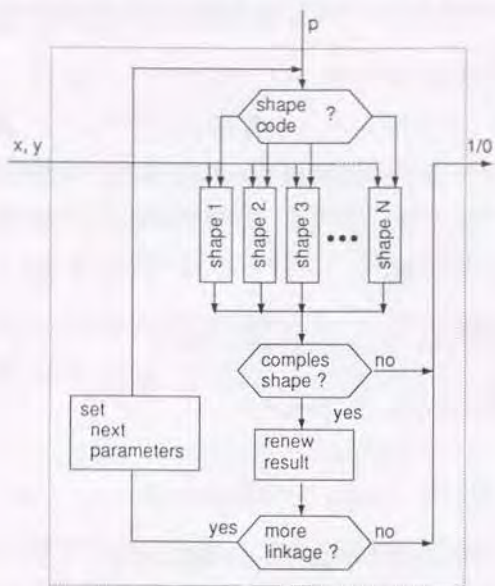 p
shape ?
code
x, y
1/0
shape 1
shape 2
shape 3
•••
shape N
comples
shape ?
no
yes
set
next
parameters
renew
result
yes
more
linkage ?
no